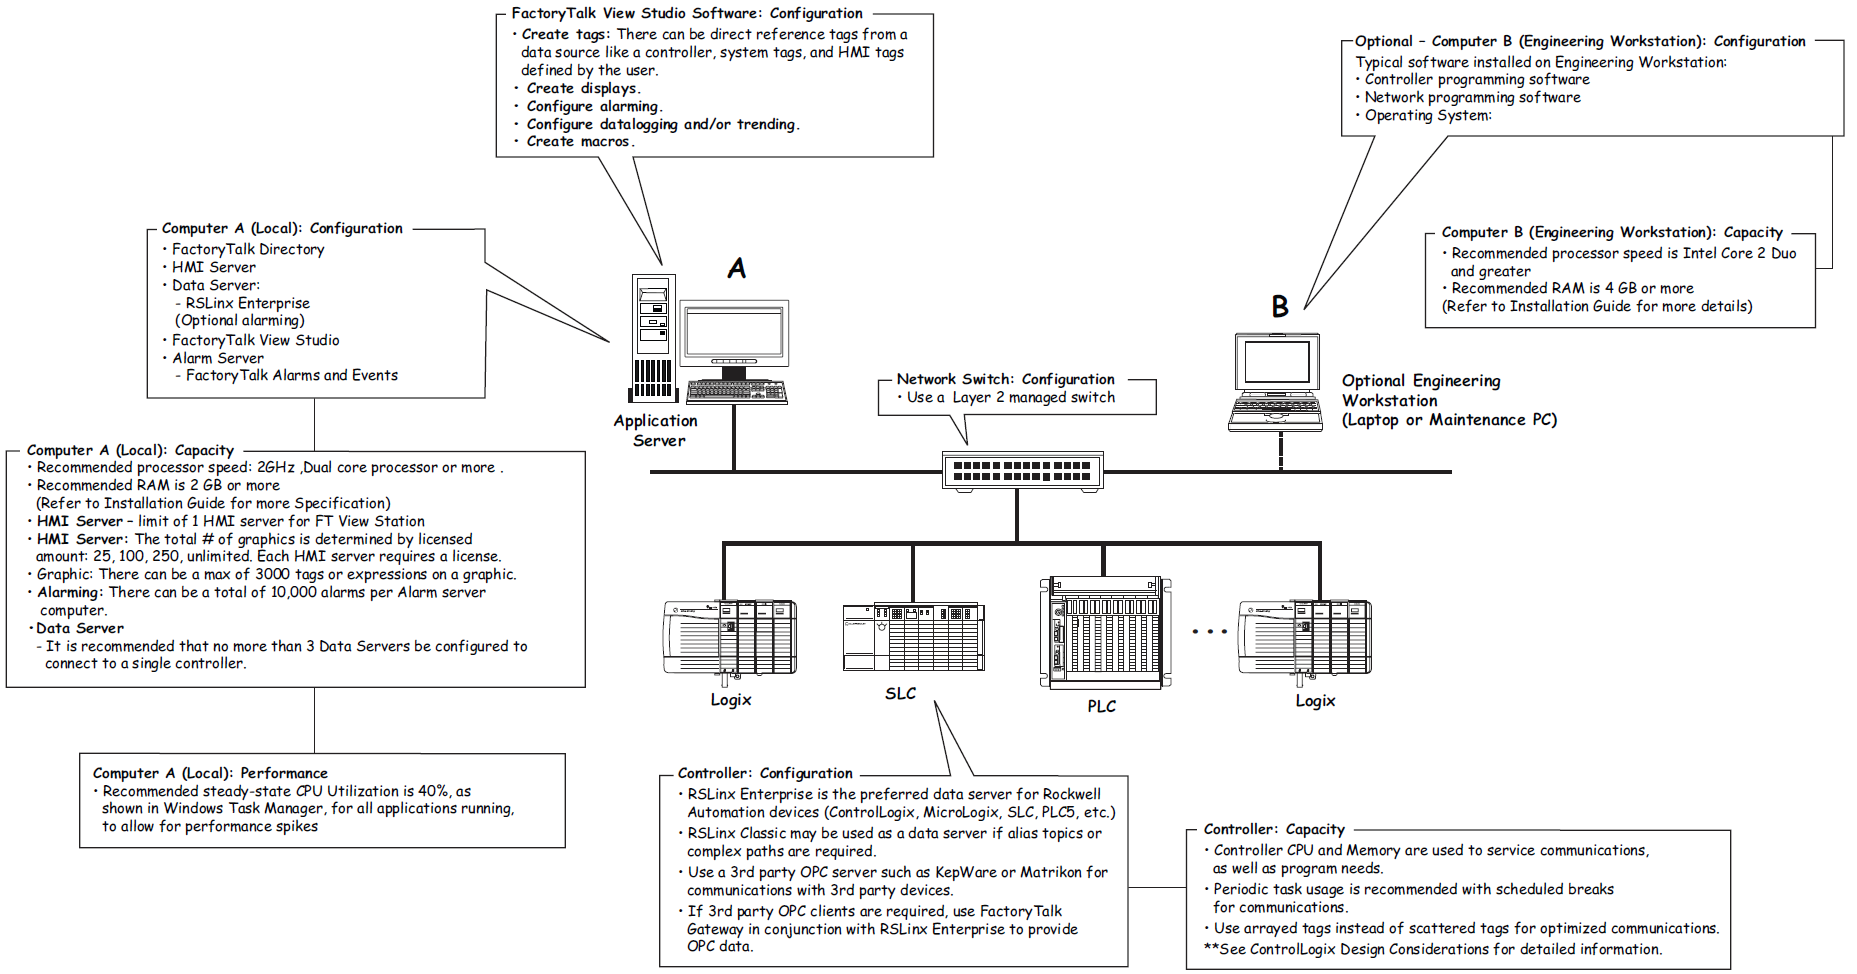 FactoryTalk View Studio Software: Configuration
• Create tags: There can be direct reference tags from a
data source like a controller, system tags, and HMI tags
defined by the user.
• Create displays.
• Configure alarming.
• Configure datalogging and/or trending.
• Create macros.
Optional – Computer B (Engineering Workstation): Configuration
Typical software installed on Engineering Workstation:
• Controller programming software
• Network programming software
• Operating System:
Computer A (Local): Configuration
• FactoryTalk Directory
• HMI Server
• Data Server:
- RSLinx Enterprise
(Optional alarming)
• FactoryTalk View Studio
• Alarm Server
- FactoryTalk Alarms and Events
Computer B (Engineering Workstation): Capacity
• Recommended processor speed is Intel Core 2 Duo
and greater
• Recommended RAM is 4 GB or more
(Refer to Installation Guide for more details)
A
B
Application
Server
Network Switch: Configuration
• Use a Layer 2 managed switch
Optional Engineering
Workstation
(Laptop or Maintenance PC)
Computer A (Local): Capacity
• Recommended processor speed: 2GHz ,Dual core processor or more .
• Recommended RAM is 2 GB or more
(Refer to Installation Guide for more Specification)
• HMI Server – limit of 1 HMI server for FT View Station
• HMI Server: The total # of graphics is determined by licensed
amount: 25, 100, 250, unlimited. Each HMI server requires a license.
• Graphic: There can be a max of 3000 tags or expressions on a graphic.
• Alarming: There can be a total of 10,000 alarms per Alarm server
computer.
• Data Server
- It is recommended that no more than 3 Data Servers be configured to
connect to a single controller.
Logix
SLC
PLC
• • •
Logix
Computer A (Local): Performance
• Recommended steady-state CPU Utilization is 40%, as
shown in Windows Task Manager, for all applications running,
to allow for performance spikes
Controller: Configuration
• RSLinx Enterprise is the preferred data server for Rockwell
Automation devices (ControlLogix, MicroLogix, SLC, PLC5, etc.)
• RSLinx Classic may be used as a data server if alias topics or
complex paths are required.
• Use a 3rd party OPC server such as KepWare or Matrikon for
communications with 3rd party devices.
• If 3rd party OPC clients are required, use FactoryTalk
Gateway in conjunction with RSLinx Enterprise to provide
OPC data.
Controller: Capacity
• Controller CPU and Memory are used to service communications,
as well as program needs.
• Periodic task usage is recommended with scheduled breaks
for communications.
• Use arrayed tags instead of scattered tags for optimized communications.
**See ControlLogix Design Considerations for detailed information.